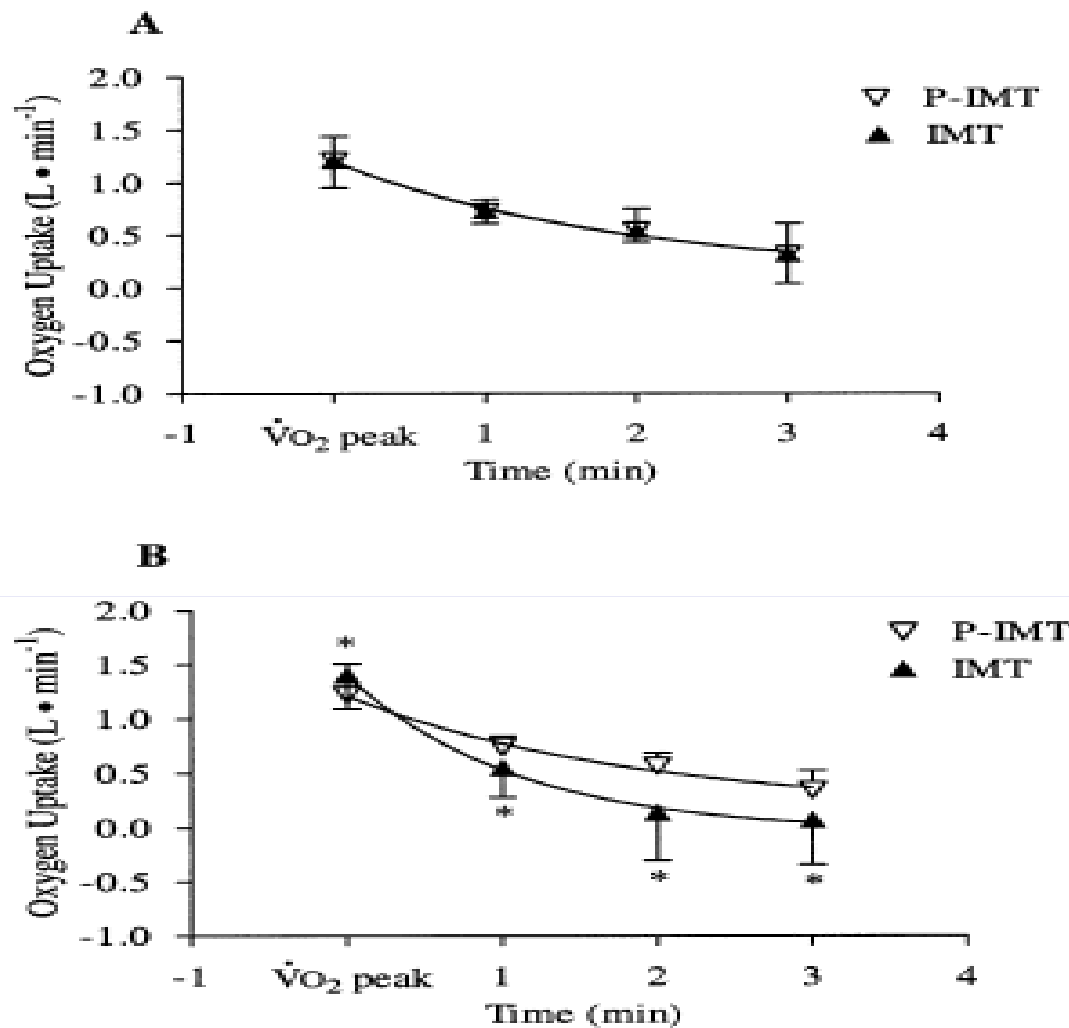 A
2.0
1.5
1.0
0.5
0.0
-0.5
-1.0
Oxygen Uptake (L • min⁻¹)
P-IMT
IMT
-1 V̇O₂ peak 1 2 3 4
Time (min)
B
2.0
1.5
1.0
0.5
0.0
-0.5
-1.0
Oxygen Uptake (L • min⁻¹)
P-IMT
IMT
*
*
*
*
-1 V̇O₂ peak 1 2 3 4
Time (min)